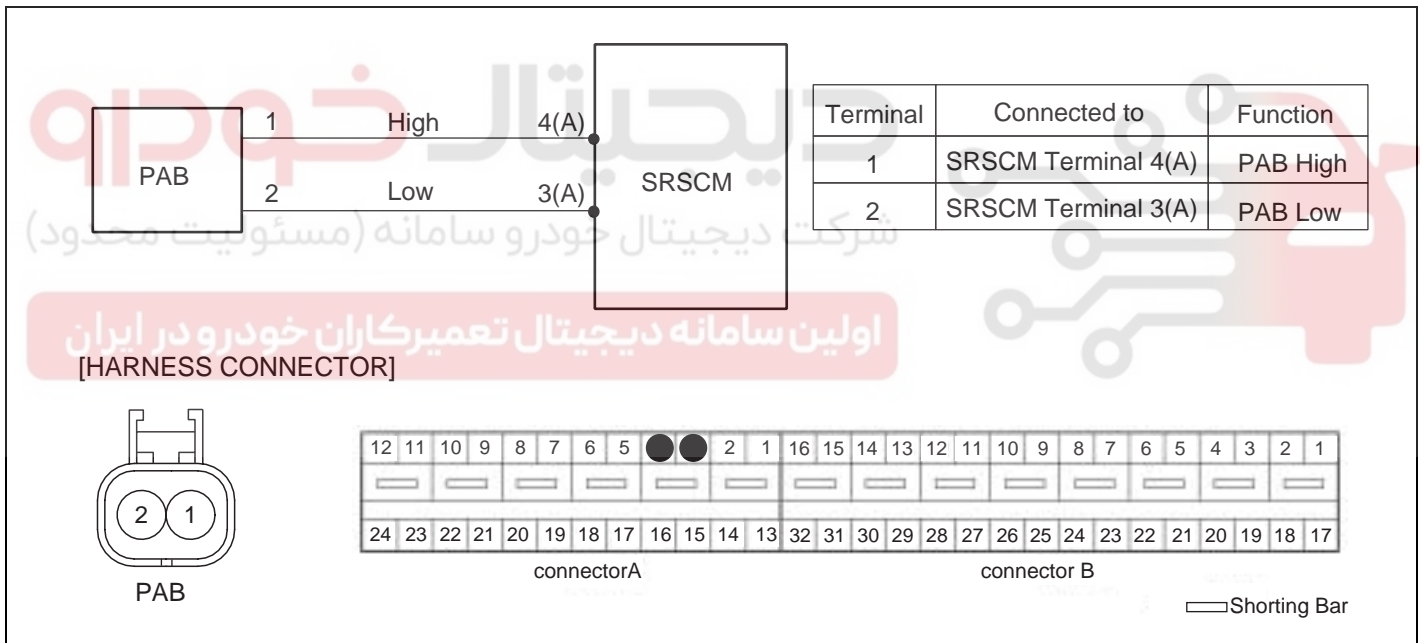 دیجیتال خودرو
شرکت دیجیتال خودرو سامانه (مسئولیت محدود)
اولین سامانه دیجیتال تعمیرکاران خودرو در ایران
PAB
1 High 4(A)
2 Low 3(A)
SRSCM
Terminal Connected to Function
1 SRSCM Terminal 4(A) PAB High
2 SRSCM Terminal 3(A) PAB Low
[HARNESS CONNECTOR]
2 1
PAB
12 11 10 9 8 7 6 5 2 1 16 15 14 13 12 11 10 9 8 7 6 5 4 3 2 1
24 23 22 21 20 19 18 17 16 15 14 13 32 31 30 29 28 27 26 25 24 23 22 21 20 19 18 17
connectorA connector B
Shorting Bar